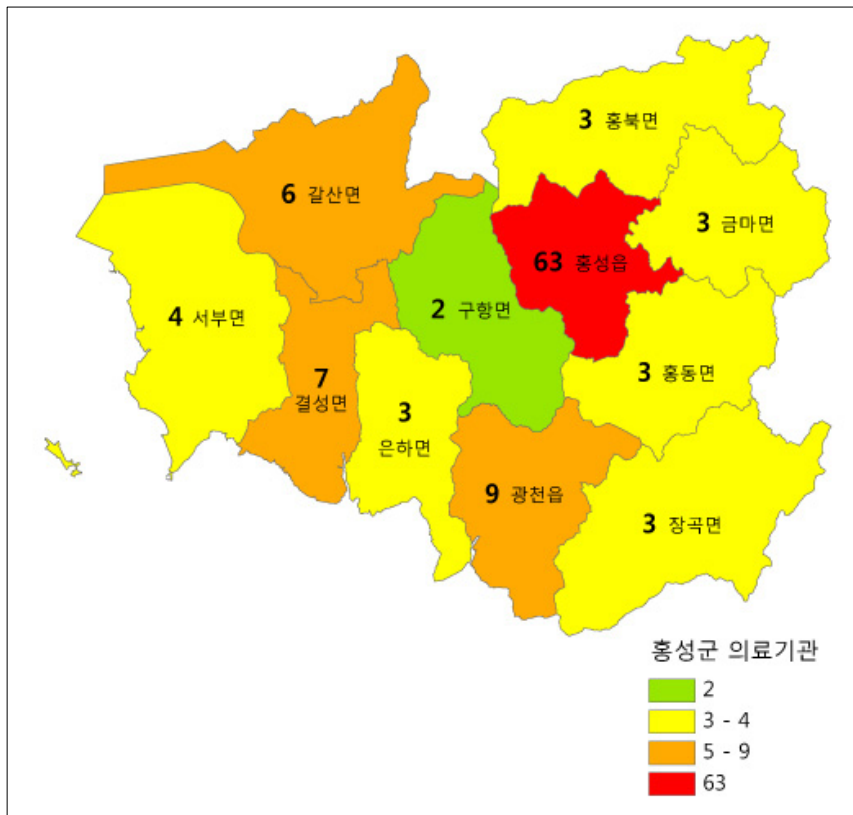 3 홍북면
6 갈산면
3 금마면
63 홍성읍
2 구항면
4 서부면
3 홍동면
7
결성면
3
은하면
9 광천읍
3 장곡면
홍성군 의료기관
2
3 - 4
5 - 9
63